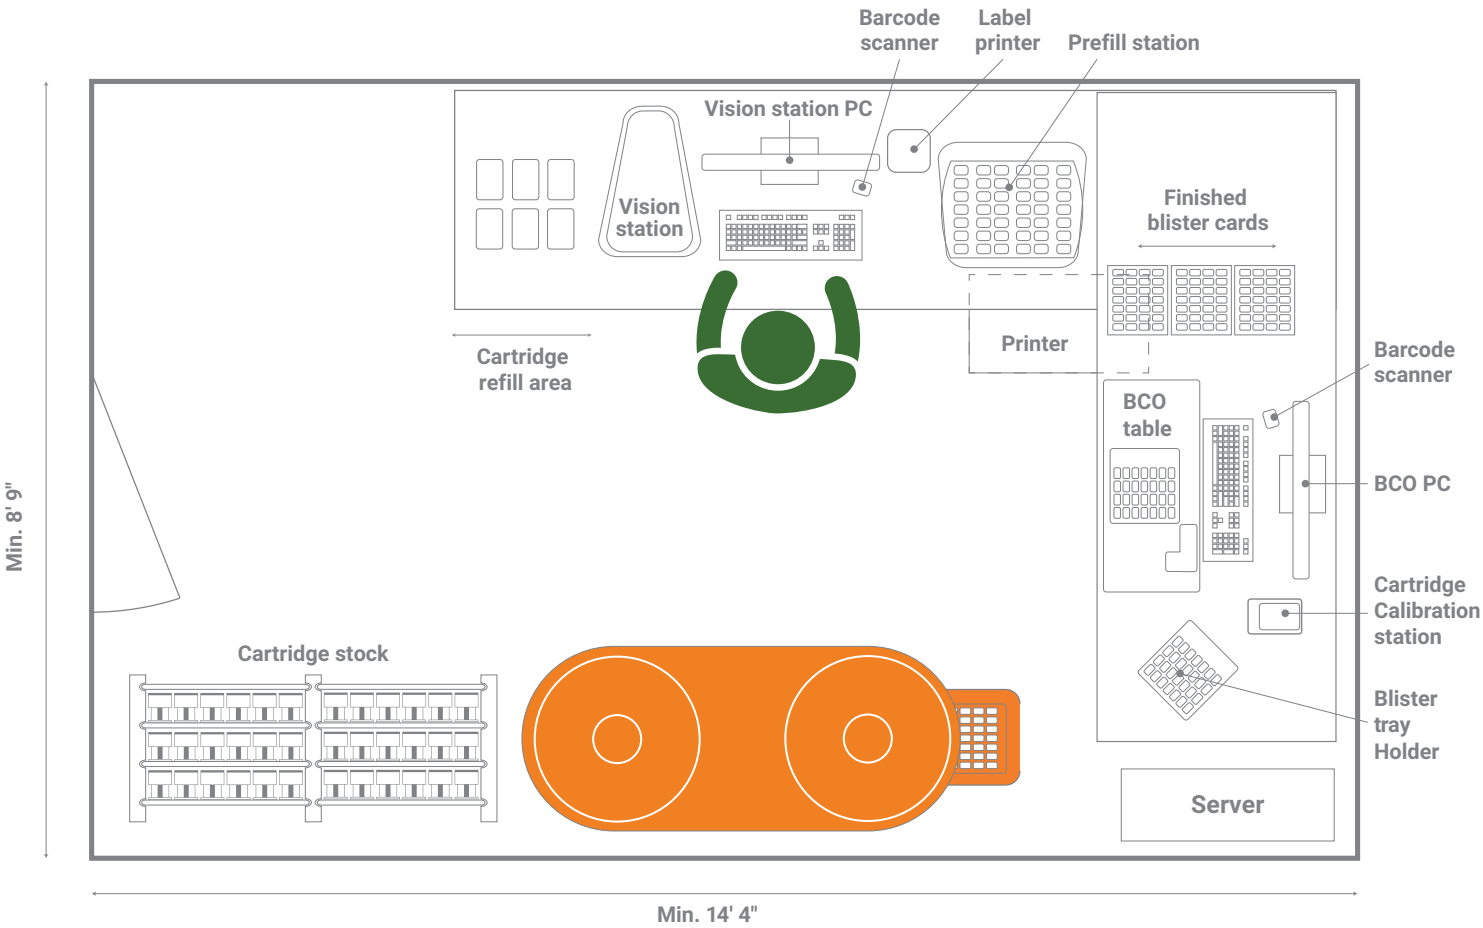 Barcode
scanner
Label
printer
Prefill station
Vision station PC
Vision
station
Finished
blister cards
Cartridge
refill area
Printer
Barcode
scanner
BCO
table
BCO PC
Min. 8' 9"
Cartridge
Calibration
station
Cartridge stock
Blister
tray
Holder
Server
Min. 14' 4"